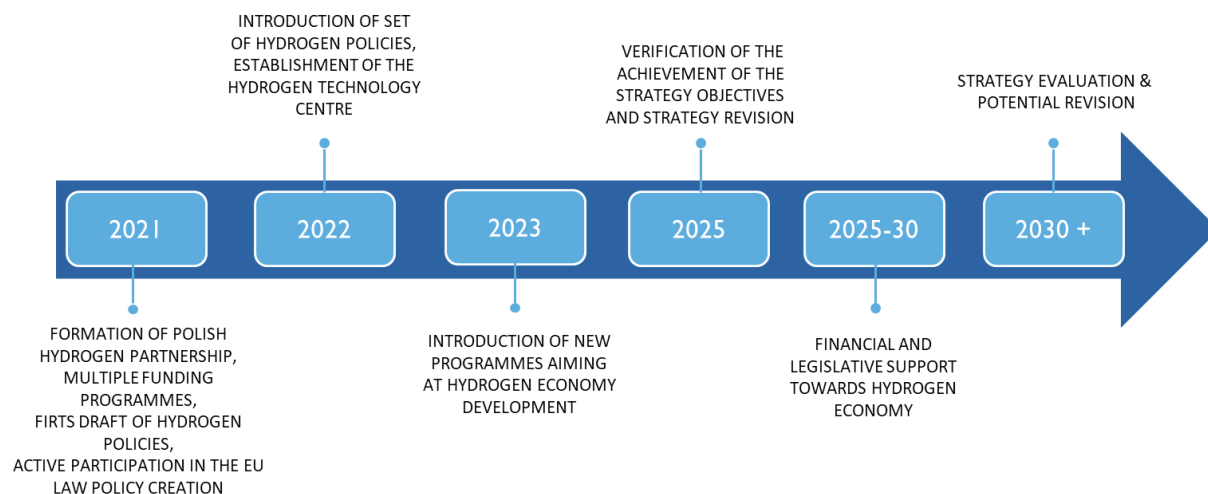 INTRODUCTION OF SET
OF HYDROGEN POLICIES,
ESTABLISHMENT OF THE
HYDROGEN TECHNOLOGY
CENTRE
VERIFICATION OF THE
ACHIEVEMENT OF THE
STRATEGY OBJECTIVES
AND STRATEGY REVISION
STRATEGY EVALUATION &
POTENTIAL REVISION
2021
2022
2023
2025
2025-30
2030 +
FORMATION OF POLISH
HYDROGEN PARTNERSHIP,
MULTIPLE FUNDING
PROGRAMMES,
FIRTS DRAFT OF HYDROGEN
POLICIES,
ACTIVE PARTICIPATION IN THE EU
LAW POLICY CREATION
INTRODUCTION OF NEW
PROGRAMMES AIMING
AT HYDROGEN ECONOMY
DEVELOPMENT
FINANCIAL AND
LEGISLATIVE SUPPORT
TOWARDS HYDROGEN
ECONOMY